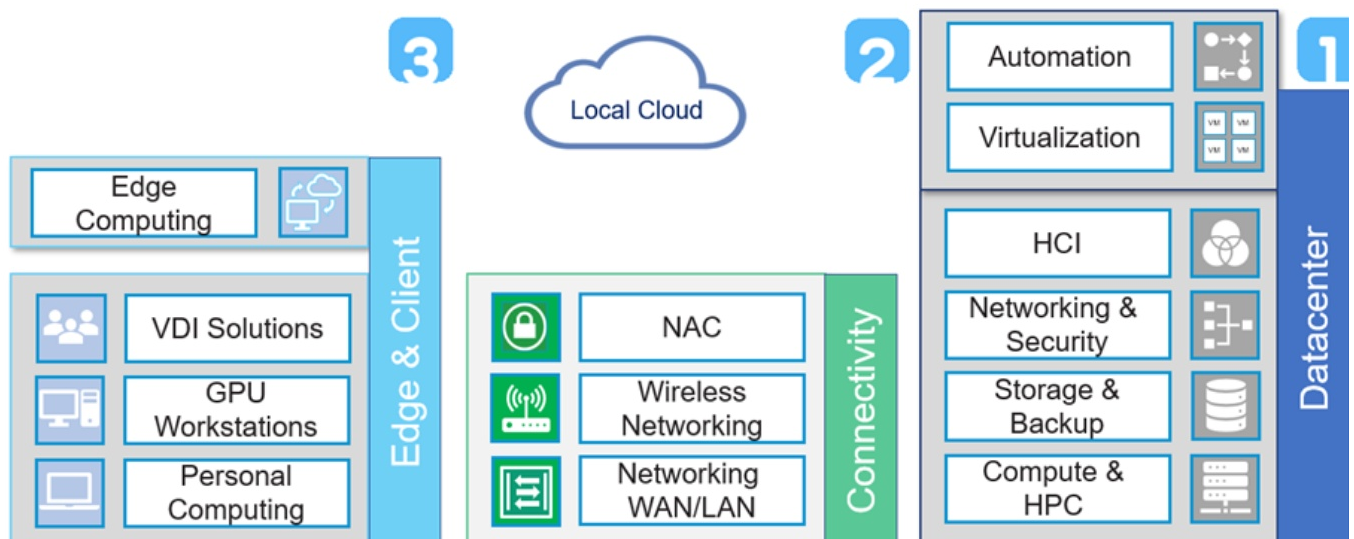 3
Edge
Computing
VDI Solutions
GPU
Workstations
Personal
Computing
Edge & Client
Local Cloud
2
NAC
Wireless
Networking
Networking
WAN/LAN
Connectivity
1
Automation
Virtualization
VM VM
VM VM
HCI
Networking &
Security
Storage &
Backup
Compute &
HPC
Datacenter